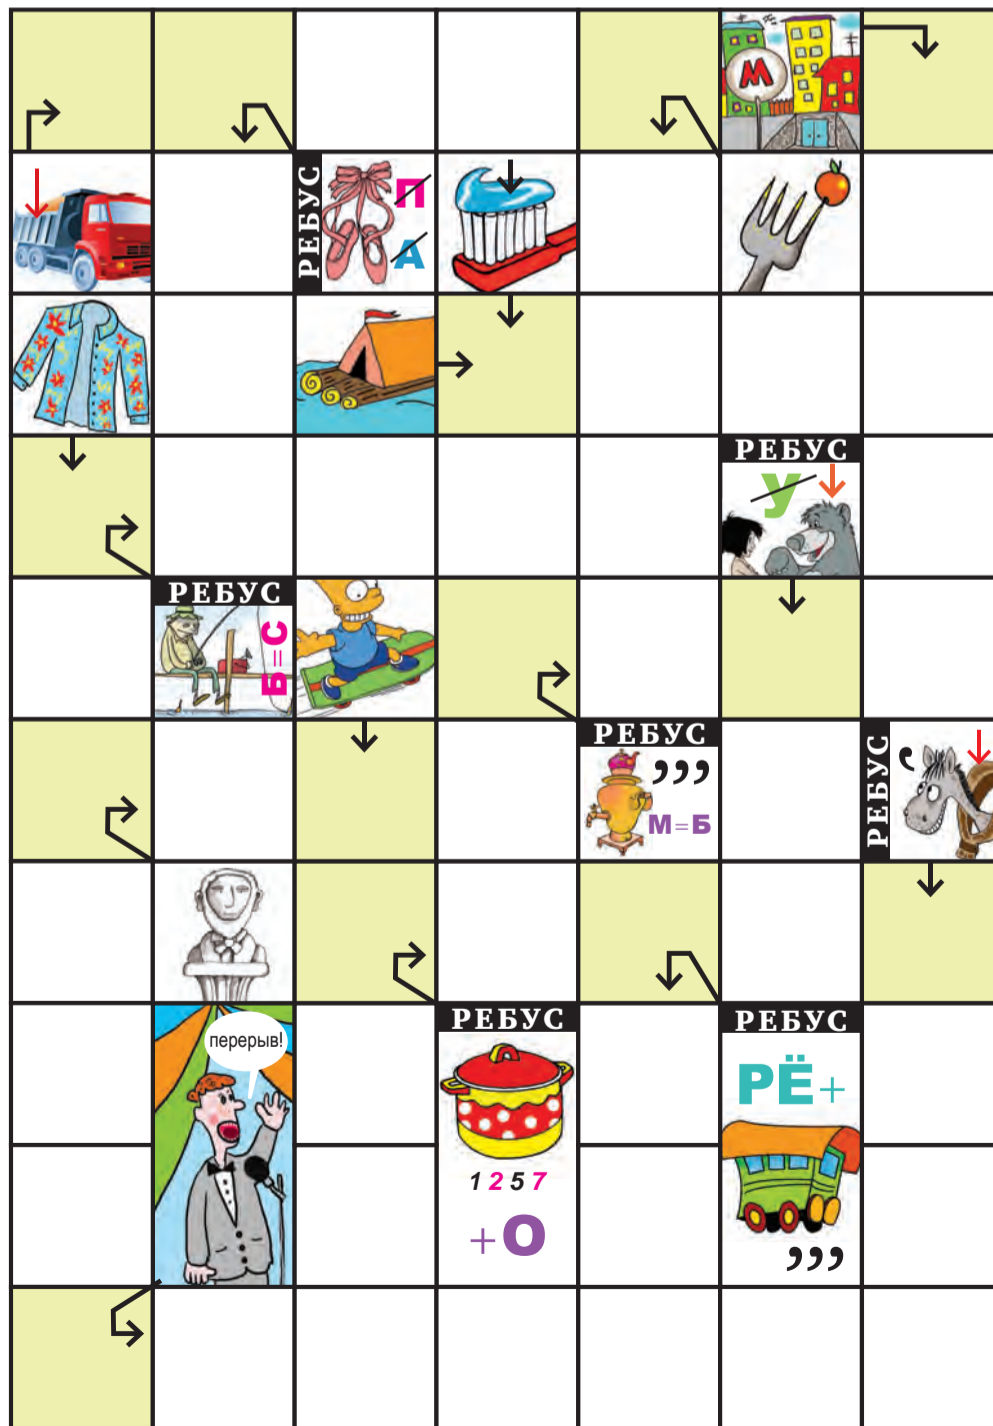 М
РЕБУС
П
А
РЕБУС
У
РЕБУС
Б=С
РЕБУС
,,,
М=Б
РЕБУС
‘
перерыв!
РЕБУС
1 2 5 7
+О
РЕБУС
РЁ+
,,,